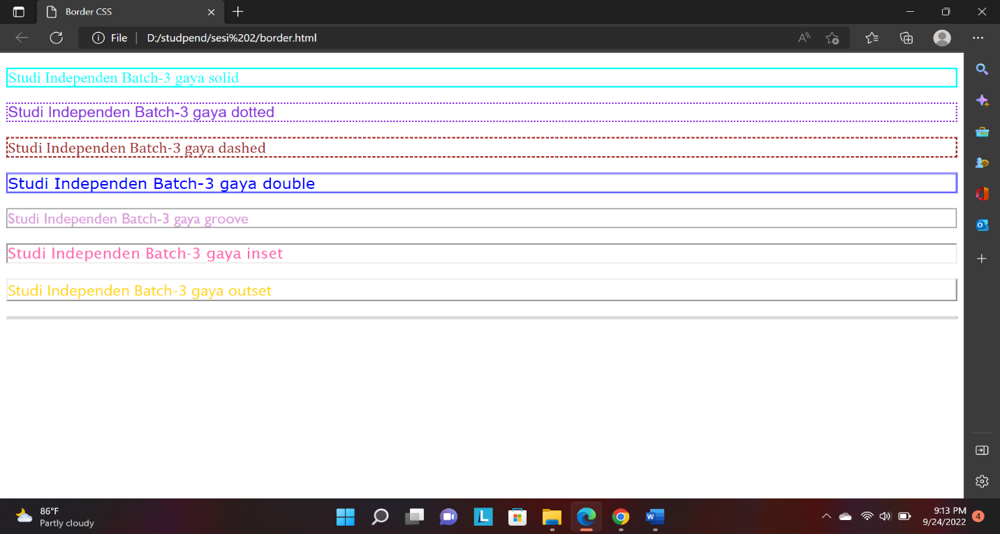 Border CSS
File
D:/studpend/sesi%202/border.html
Studi Independen Batch-3 gaya solid
Studi Independen Batch-3 gaya dotted
Studi Independen Batch-3 gaya dashed
Studi Independen Batch-3 gaya double
Studi Independen Batch-3 gaya groove
Studi Independen Batch-3 gaya inset
Studi Independen Batch-3 gaya outset
86°F
Partly cloudy
9:13 PM
9/24/2022
4